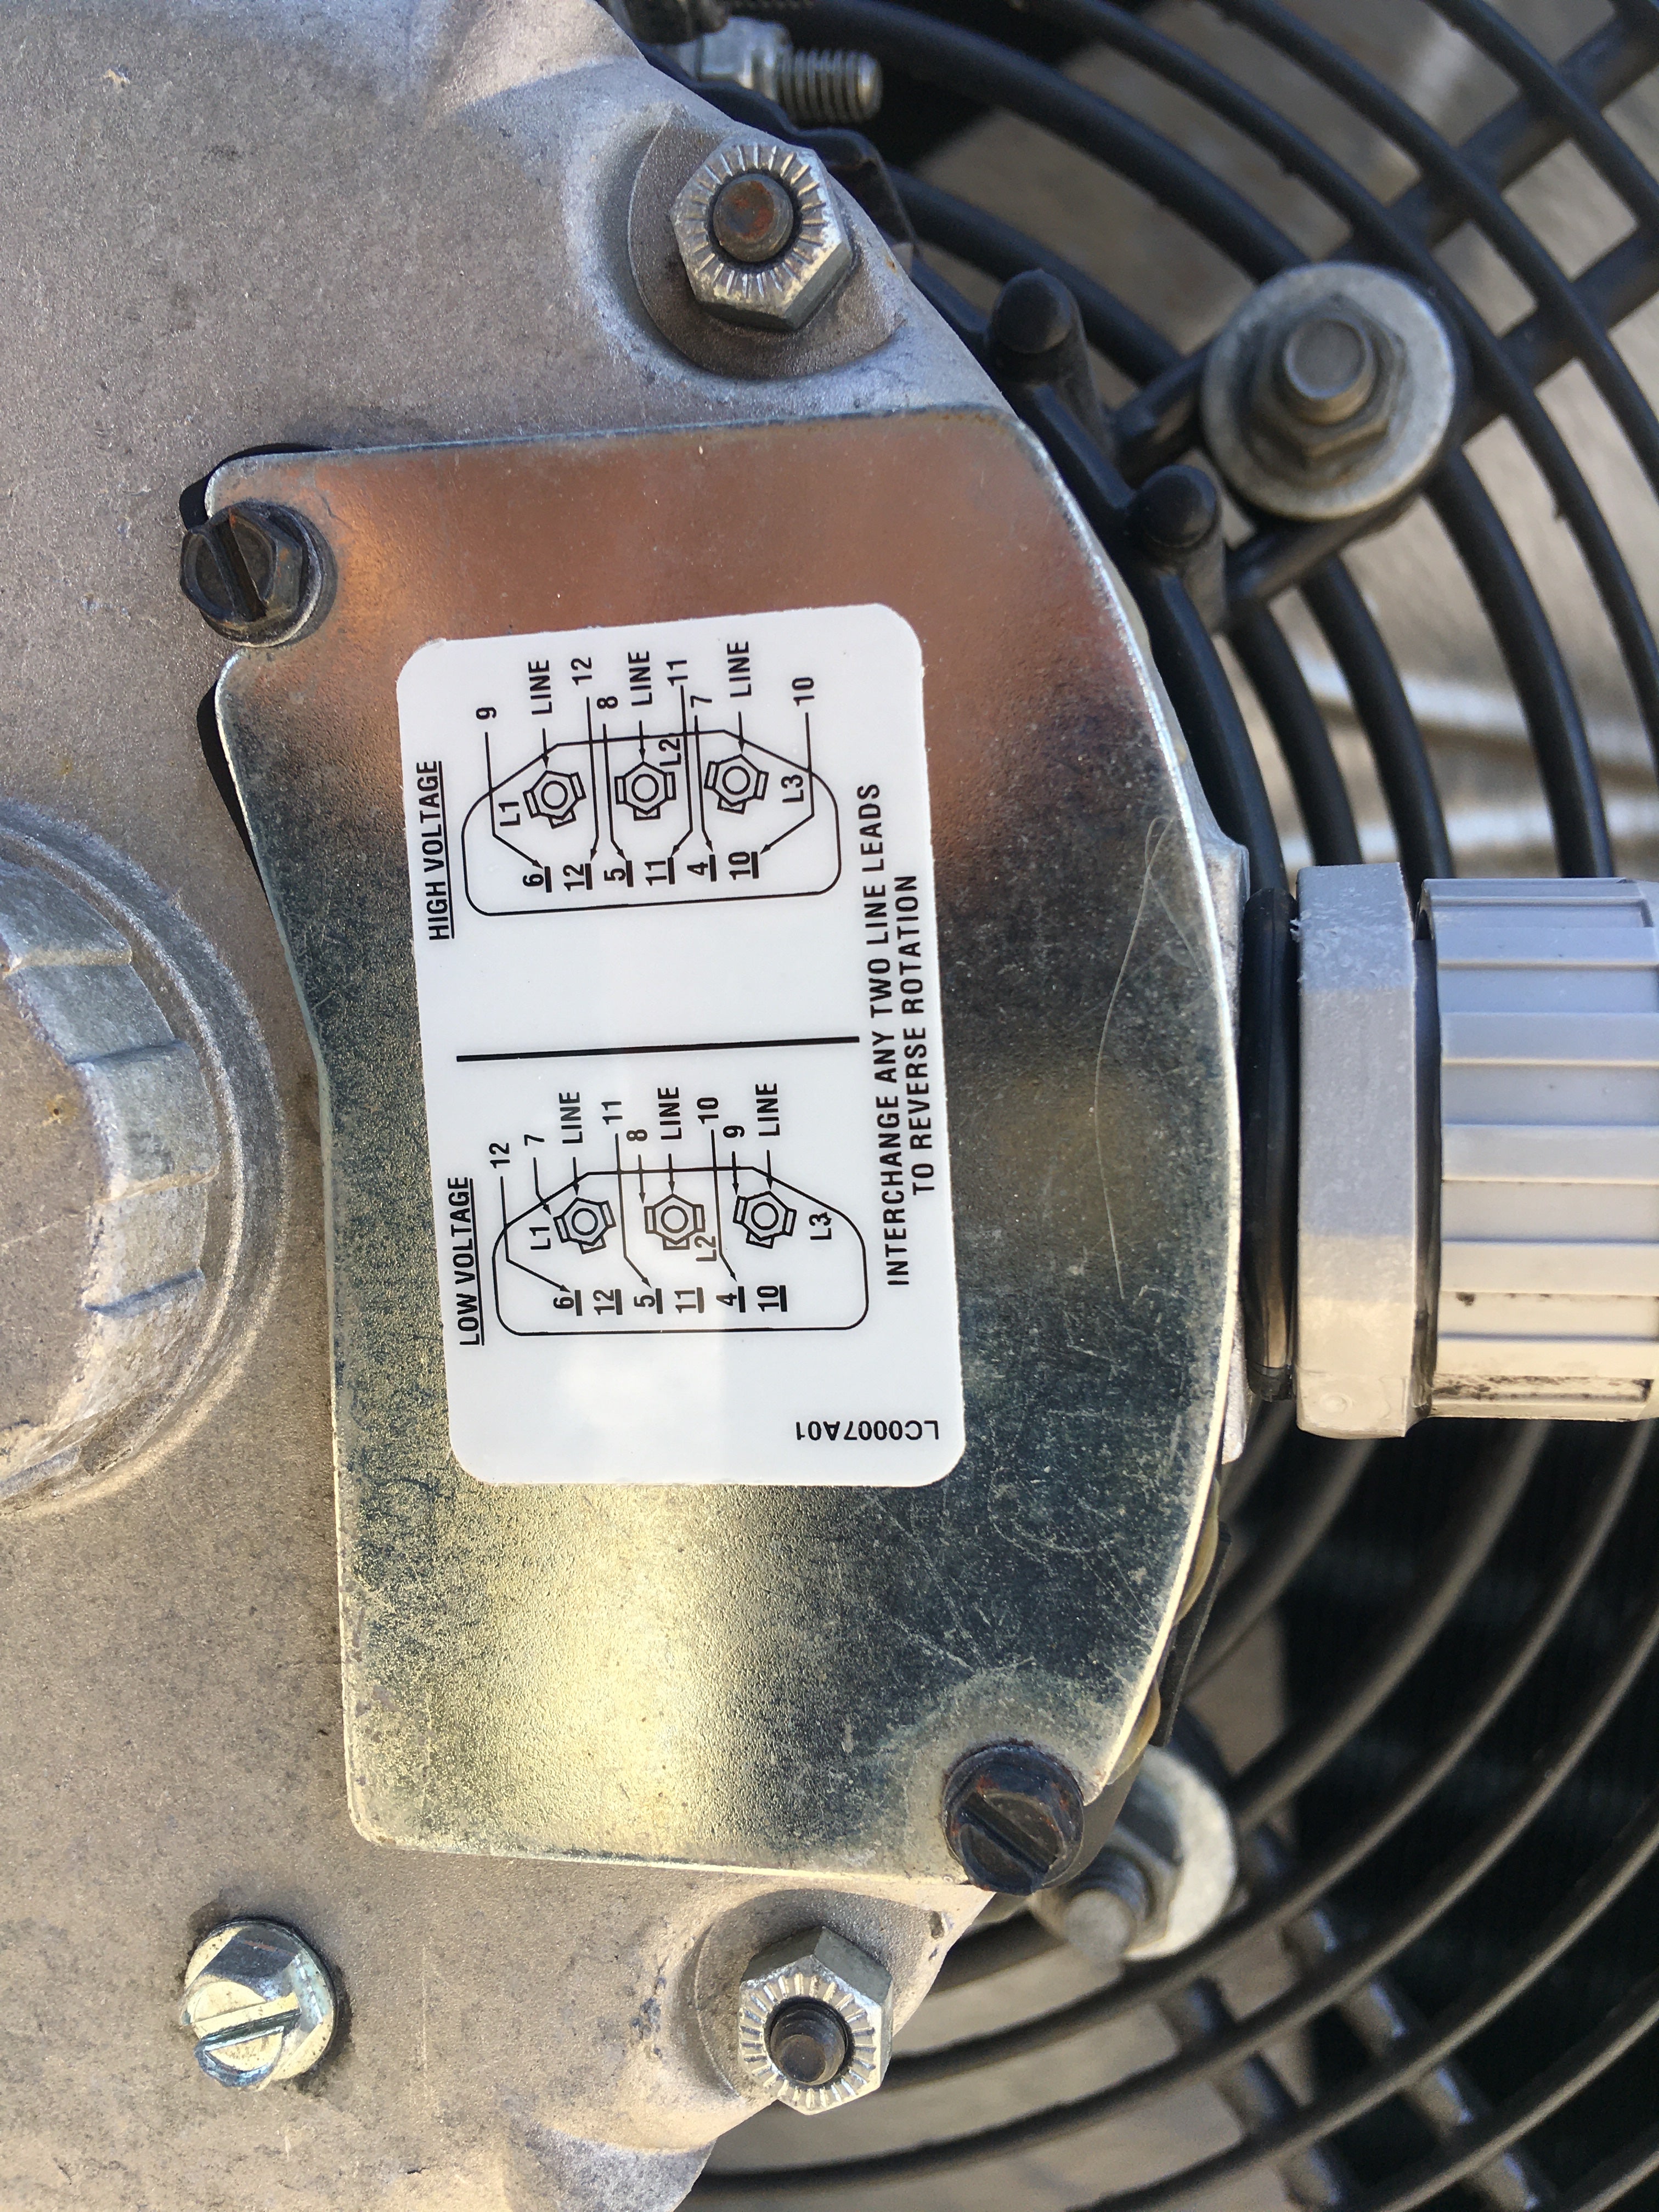 LOW VOLTAGE
12
7
LINE
11
8
LINE
10
9
LINE
L1
L2
L3
6
12
5
11
4
10
HIGH VOLTAGE
9
LINE
12
8
LINE
11
7
LINE
10
L1
L2
L3
6
12
5
11
4
10
INTERCHANGE ANY TWO LINE LEADS
TO REVERSE ROTATION
LC0007A01